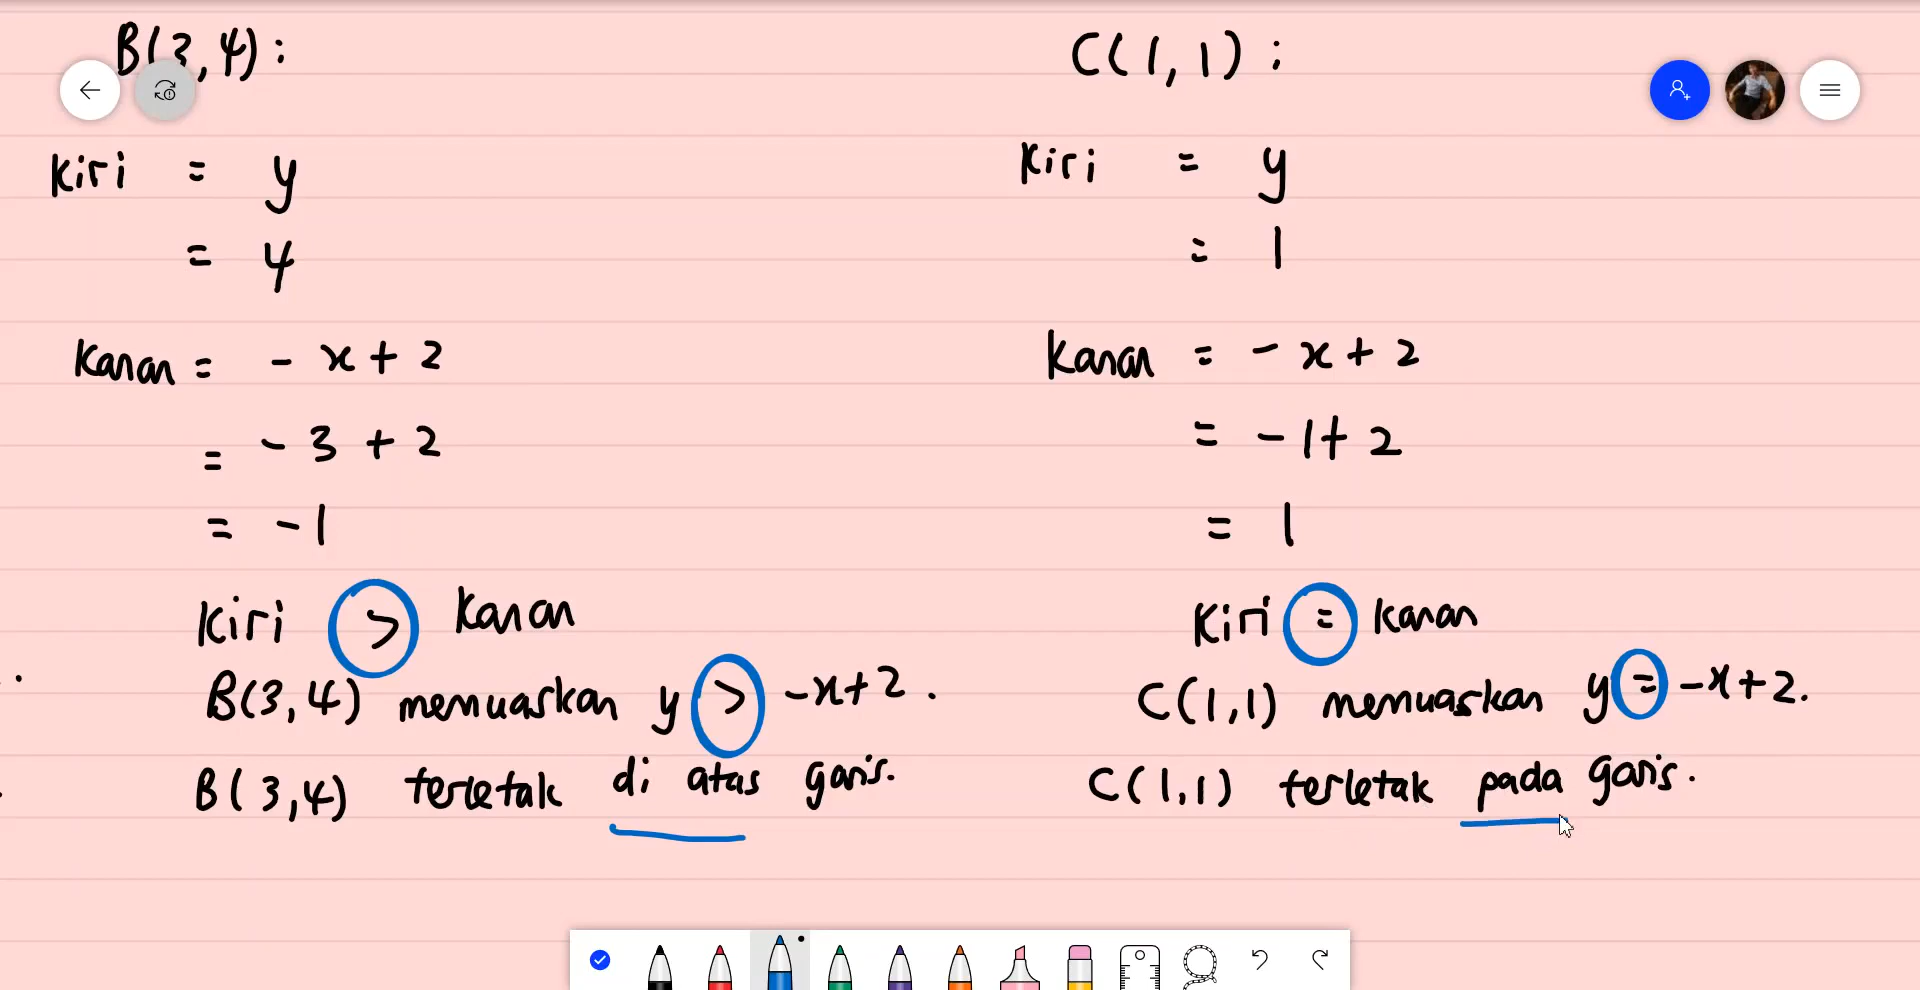 B(3,4):
Kiri = y
= 4
Kanan = - x + 2
= - 3 + 2
= - 1
Kiri > Kanan
B(3,4) memuaskan y > -x+2 .
B(3,4) terletak di atas garis.
C(1,1) :
Kiri = y
= 1
Kanan = - x + 2
= - 1 + 2
= 1
Kiri = kanan
C(1,1) memuaskan y = -x+2.
C(1,1) terletak pada garis.